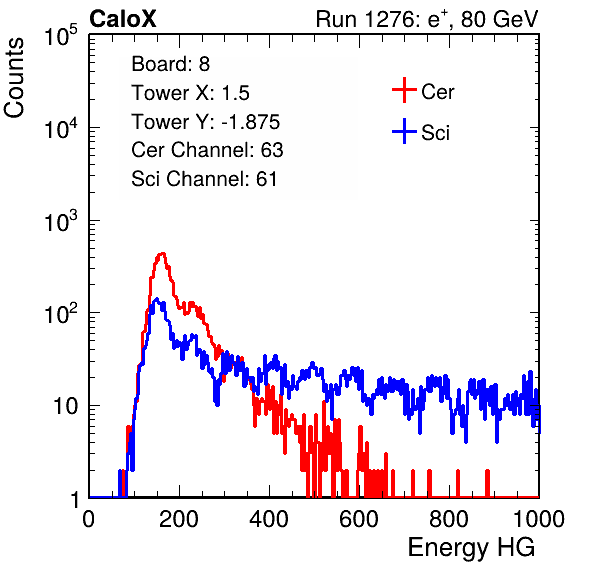 CaloX Run 1276: e⁺, 80 GeV
Counts
Board: 8
Tower X: 1.5
Tower Y: -1.875
Cer Channel: 63
Sci Channel: 61
Cer
Sci
10⁵
10⁴
10³
10²
10
1
0 200 400 600 800 1000
Energy HG